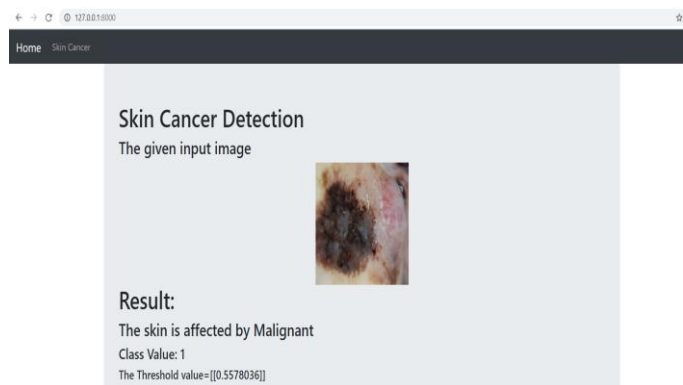 127.0.0.1:8000
Home Skin Cancer
Skin Cancer Detection
The given input image
Result:
The skin is affected by Malignant
Class Value: 1
The Threshold value=[[0.5578036]]